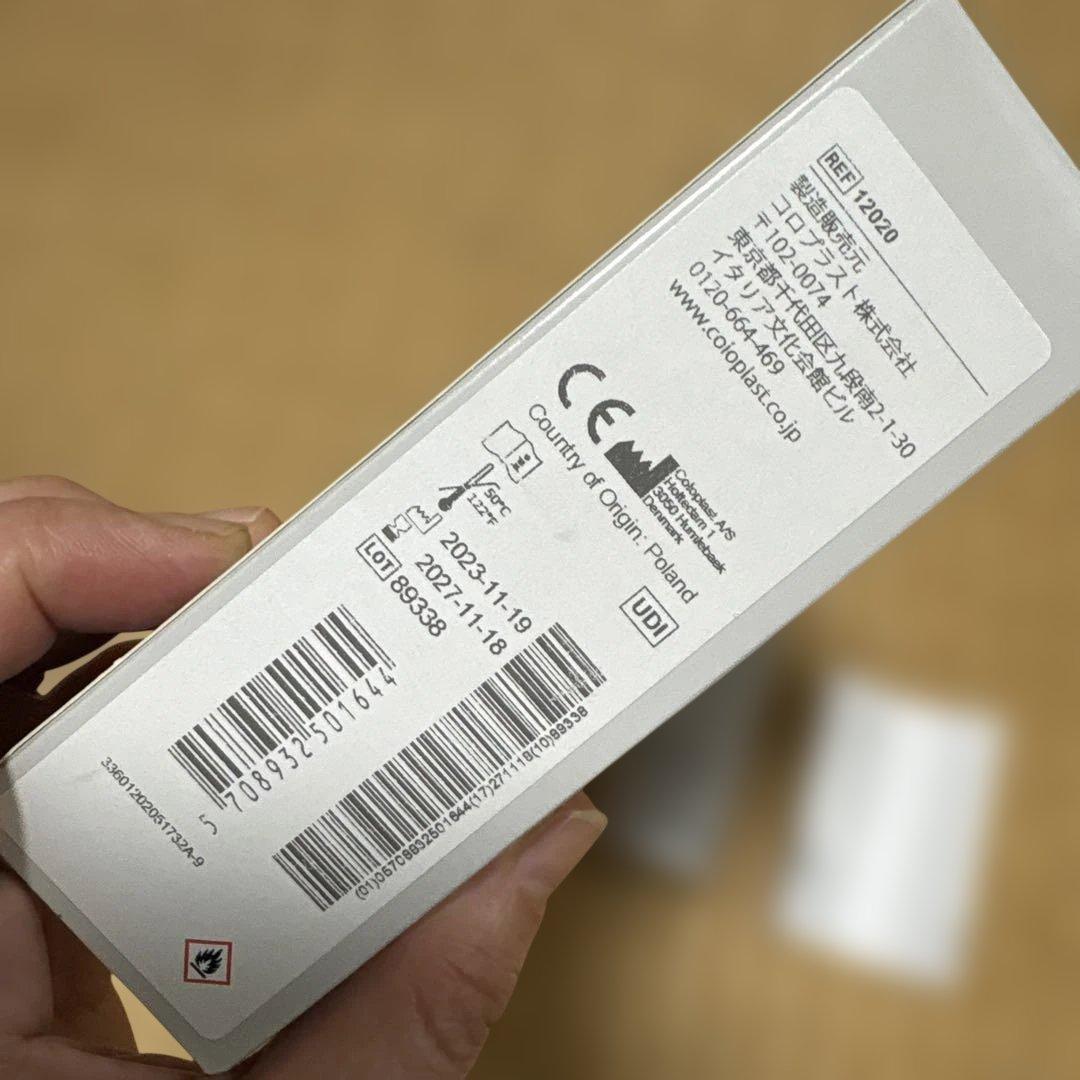 REF 12020
製造販売元
コロプラスト株式会社
〒102-0074
東京都千代田区九段南2-1-30
イタリア文化会館ビル
0120-664-469
www.coloplast.co.jp
CE
Coloplast A/S
Holtedam 1
3050 Humlebaek
Denmark
Country of Origin: Poland
UDI
50°C
122°F
2023-11-19
2027-11-18
LOT 89338
5 708932 501644
(01)05708932501644(17)271118(10)89338
33601202051732A-9